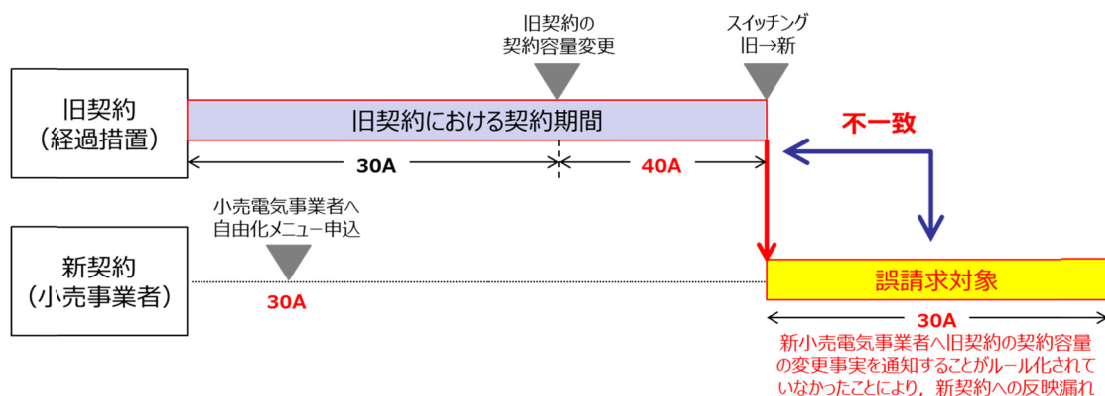 旧契約の
契約容量変更
スイッチング
旧→新
旧契約
（経過措置）
旧契約における契約期間
不一致
30A
40A
小売電気事業者へ
自由化メニュー申込
新契約
（小売事業者）
30A
誤請求対象
30A
新小売電気事業者へ旧契約の契約容量
の変更事実を通知することがルール化されて
いなかったことにより，新契約への反映漏れ